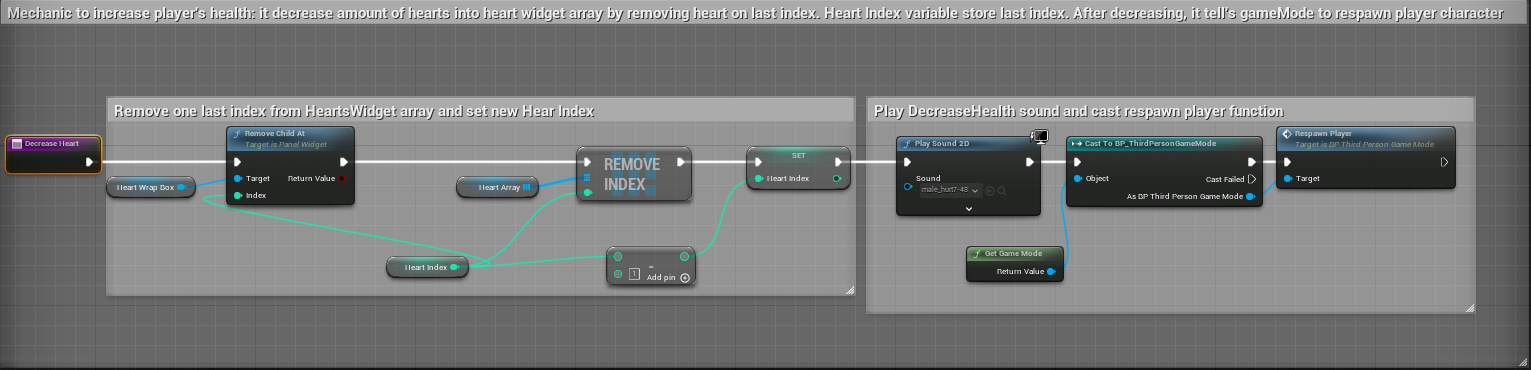 Mechanic to increase player's health: it decrease amount of hearts into heart widget array by removing heart on last index. Heart Index variable store last index. After decreasing, it tell's gameMode to respawn player character
Remove one last index from HeartsWidget array and set new Hear Index
Decrease Heart
Remove Child At
Target is Panel Widget
Target
Return Value
Index
Heart Wrap Box
Heart Array
REMOVE
INDEX
SET
Heart Index
Heart Index
1
-
Add pin
Play DecreaseHealth sound and cast respawn player function
Play Sound 2D
Sound
male_hurt7-48
Cast To BP_ThirdPersonGameMode
Object
Cast Failed
As BP Third Person Game Mode
Get Game Mode
Return Value
Respawn Player
Target is BP Third Person Game Mode
Target